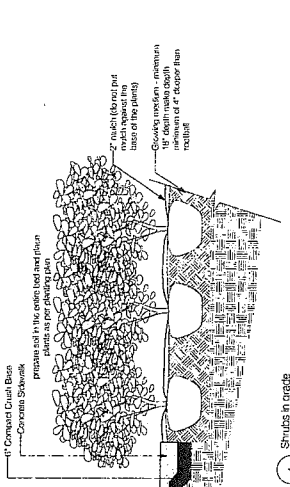 6" Compact Crush Base
Concrete Sidewalk
prepare soil in the entire bed and place
plants as per planting plan
2" mulch (do not put
mulch against the
base of the plants)
Growing medium - minimum
18" depth make depth
minimum of 4" deeper than
rootball
Shrubs in grade